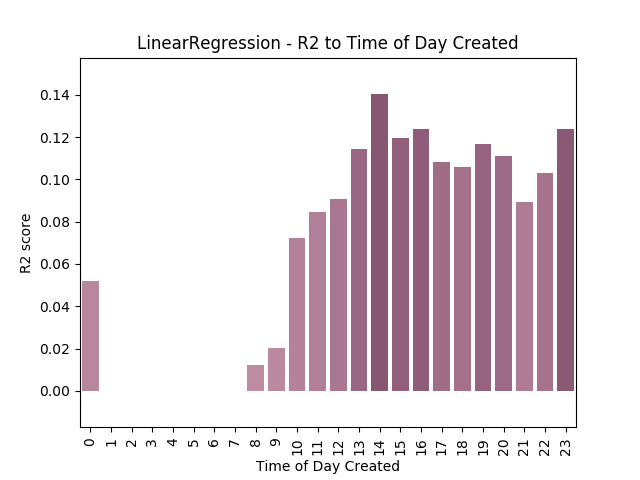 LinearRegression - R2 to Time of Day Created
R2 score
0.14
0.12
0.10
0.08
0.06
0.04
0.02
0.00
0 1 2 3 4 5 6 7 8 9 10 11 12 13 14 15 16 17 18 19 20 21 22 23
Time of Day Created